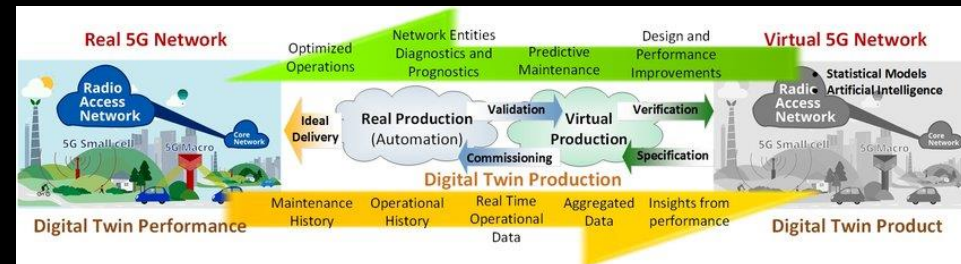 Real 5G Network
Radio
Access
Network
Core
Network
5G Small cell
5G Macro
Digital Twin Performance
Optimized
Operations
Network Entities
Diagnostics and
Prognostics
Predictive
Maintenance
Design and
Performance
Improvements
Ideal
Delivery
Real Production
(Automation)
Validation
Commissioning
Virtual
Production
Verification
Specification
Digital Twin Production
Maintenance
History
Operational
History
Real Time
Operational
Data
Aggregated
Data
Insights from
performance
Virtual 5G Network
• Statistical Models
• Artificial Intelligence
Radio
Access
Network
Core
Network
5G Small cell
5G Macro
Digital Twin Product